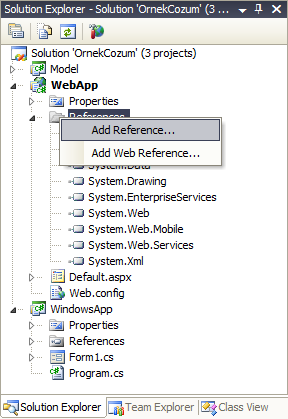 Solution Explorer - Solution 'OrnekCozum' (3 ...
Solution 'OrnekCozum' (3 projects)
Model
WebApp
Properties
References
Add Reference...
Add Web Reference...
System.Data
System.Drawing
System.EnterpriseServices
System.Web
System.Web.Mobile
System.Web.Services
System.Xml
Default.aspx
Web.config
WindowsApp
Properties
References
Form1.cs
Program.cs
Solution Explorer
Team Explorer
Class View